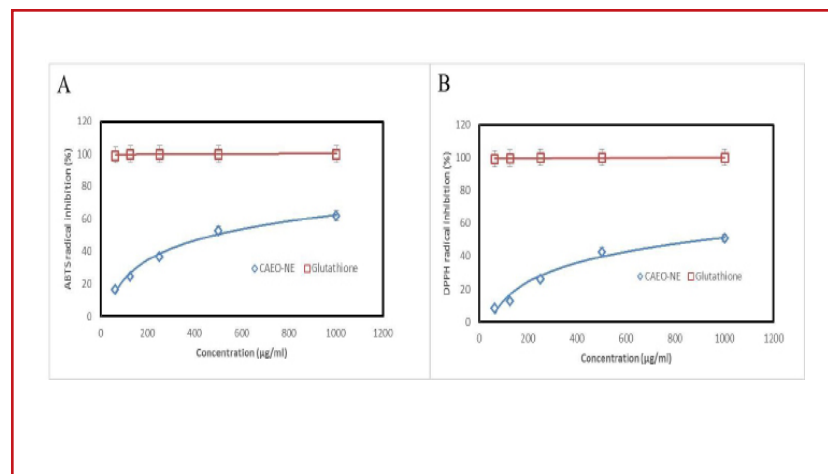 A
120
100
80
60
40
20
0
ABTS radical inhibition (%)
CAEO-NE Glutathione
0 200 400 600 800 1000 1200
Concentration (µg/ml)
B
120
100
80
60
40
20
0
DPPH radical inhibition (%)
CAEO-NE Glutathione
0 200 400 600 800 1000 1200
Concentration (µg/ml)